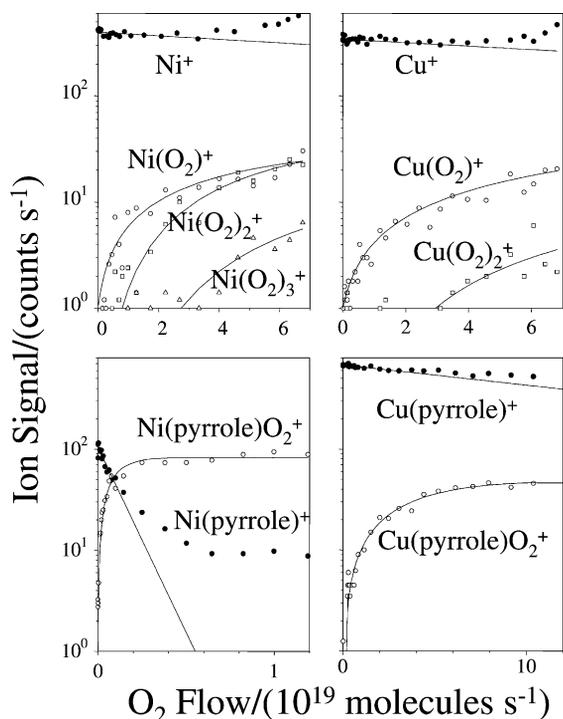 Ion Signal/(counts s⁻¹)
10²
10¹
10⁰
Ni⁺
Ni(O₂)⁺
Ni(O₂)₂⁺
Ni(O₂)₃⁺
0 2 4 6
Cu⁺
Cu(O₂)⁺
Cu(O₂)₂⁺
0 2 4 6
10²
10¹
10⁰
Ni(pyrrole)O₂⁺
Ni(pyrrole)⁺
0 1
Cu(pyrrole)⁺
Cu(pyrrole)O₂⁺
0 10
O₂ Flow/(10¹⁹ molecules s⁻¹)